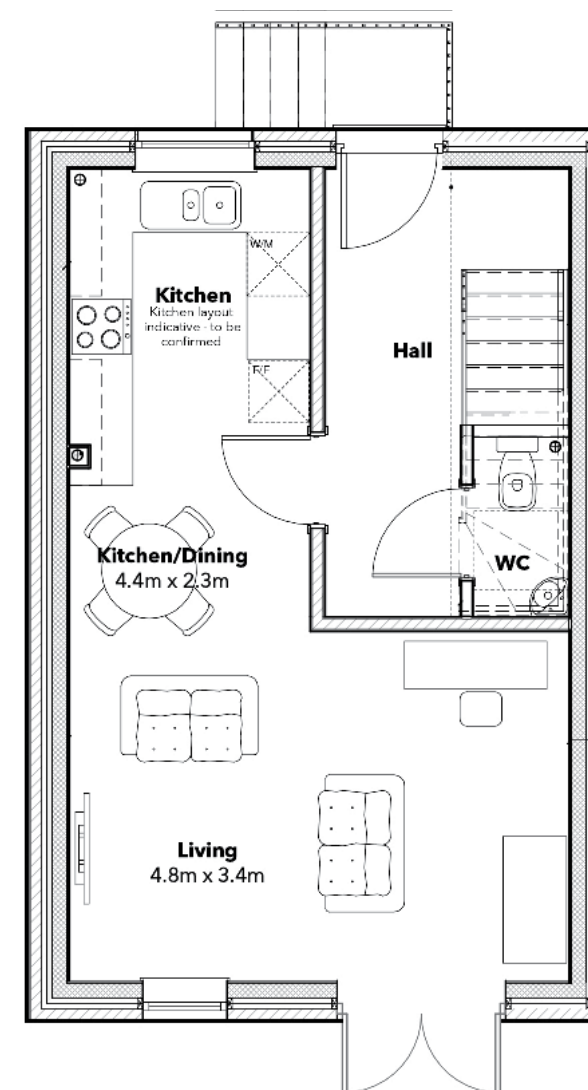 W/M
Kitchen
Kitchen layout
indicative - to be
confirmed
Hall
F/F
Kitchen/Dining
4.4m x 2.3m
WC
Living
4.8m x 3.4m